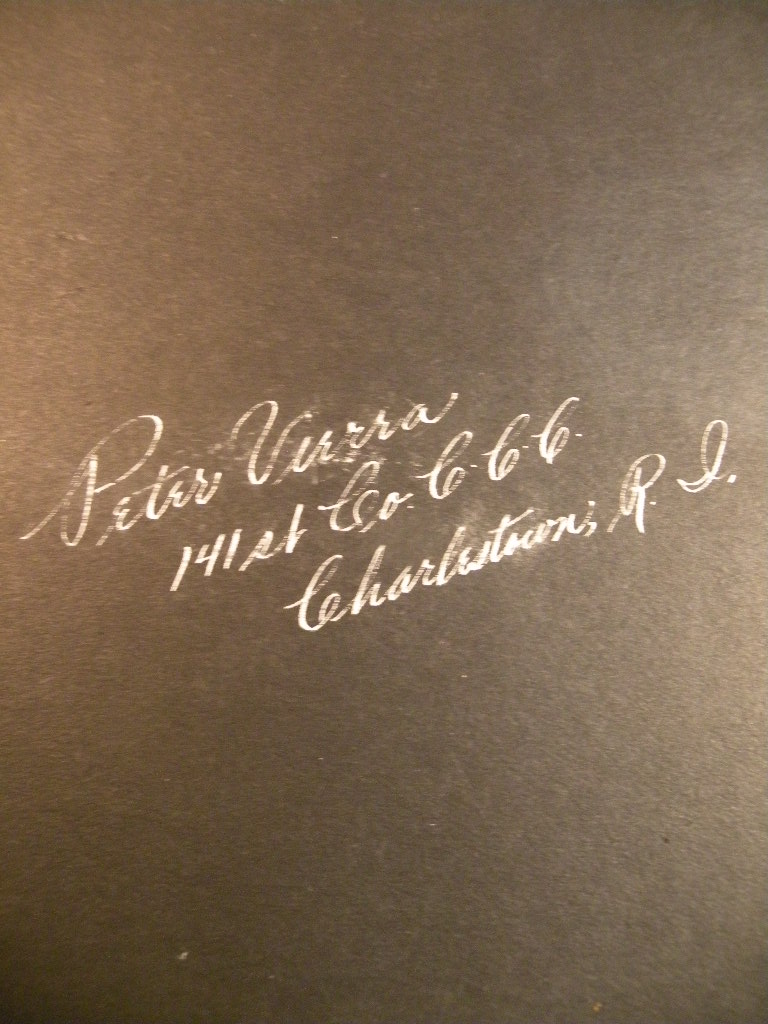 Peter Vierra
141st Co. C-C-C-
Charlestown, R. I.